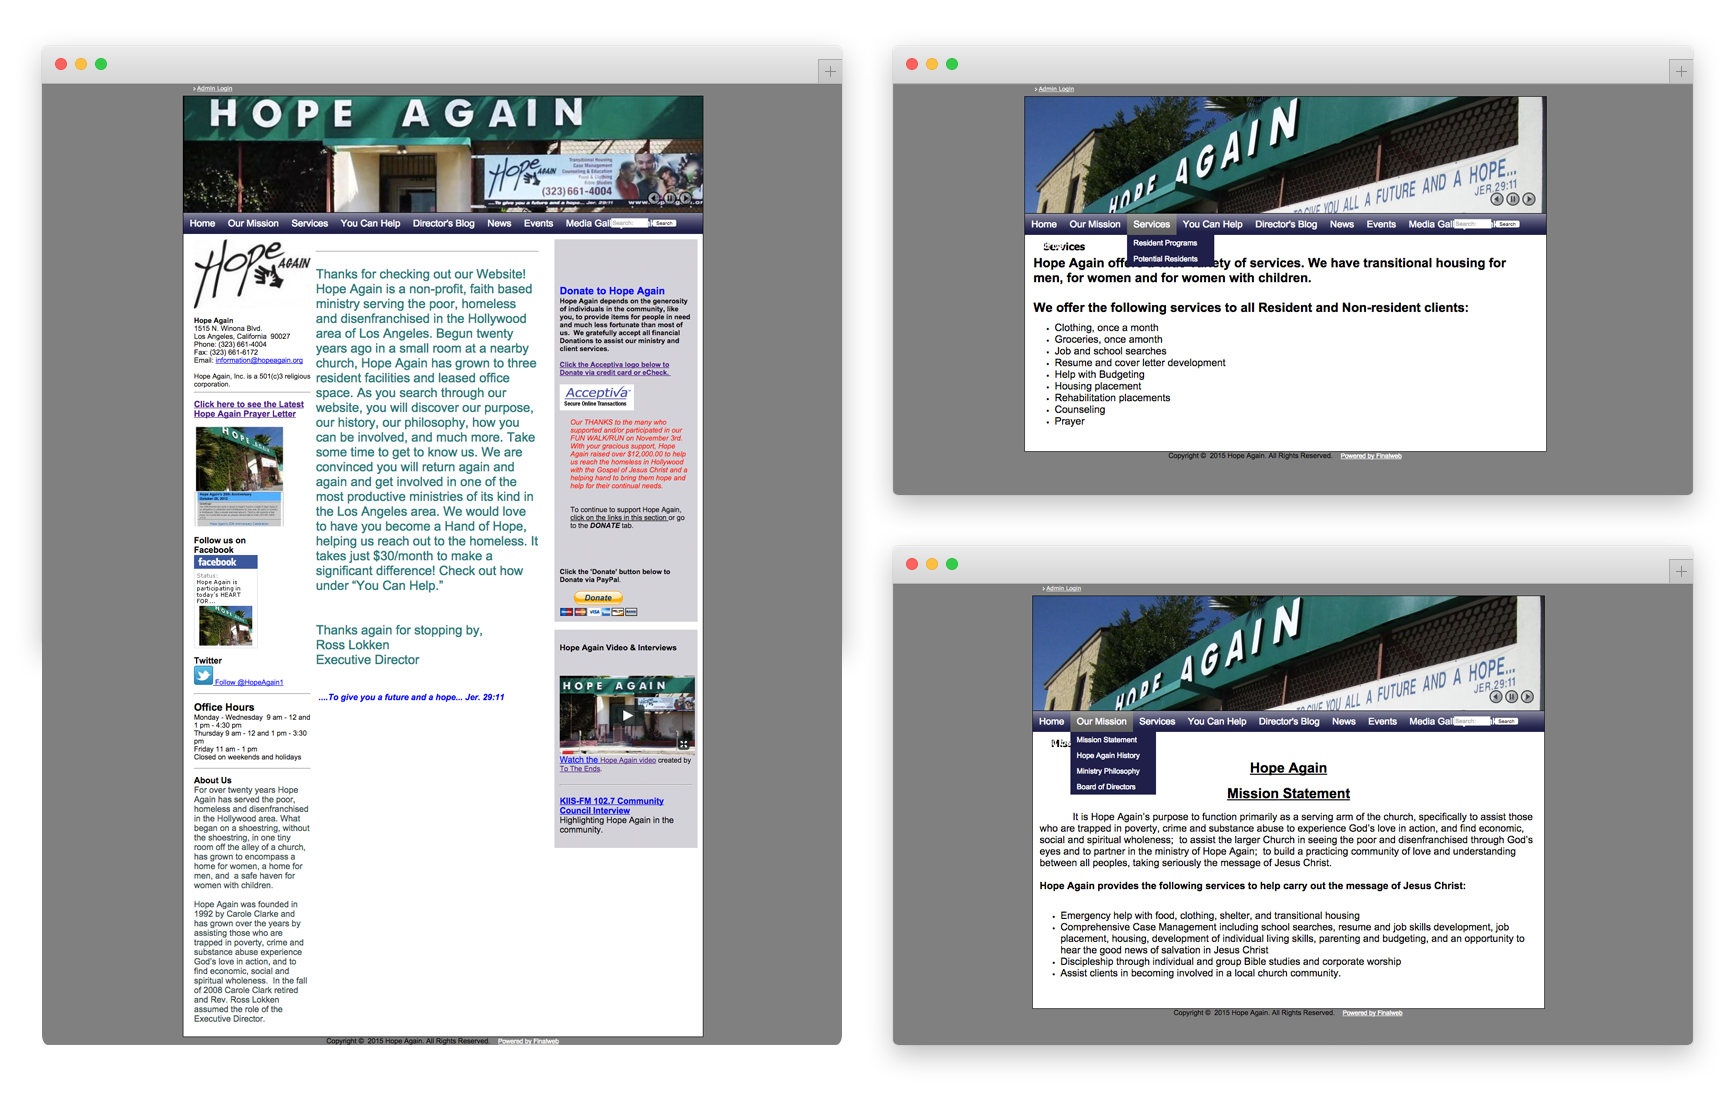 › Admin Login
HOPE AGAIN
Hope AGAIN
Transitional Housing
Case Management
Counseling & Education
Food & Clothing
Bible Studies
(323) 661-4004
....To give you a future and a hope... Jer. 29:11
Home Our Mission Services You Can Help Director's Blog News Events Media Gal Search: Search
Hope AGAIN
Hope Again
1515 N. Winona Blvd.
Los Angeles, California 90027
Phone: (323) 661-4004
Fax: (323) 661-6172
Email: information@hopeagain.org
Hope Again, Inc. is a 501(c)3 religious
corporation.
Click here to see the Latest
Hope Again Prayer Letter
HOPE
Follow us on
Facebook
facebook
Status:
Hope Again is
participating in
today's HEART
FOR ...
Twitter
Follow @HopeAgain1
Office Hours
Monday - Wednesday 9 am - 12 and
1 pm - 4:30 pm
Thursday 9 am - 12 and 1 pm - 3:30
pm
Friday 11 am - 1 pm
Closed on weekends and holidays
About Us
For over twenty years Hope
Again has served the poor,
homeless and disenfranchised
in the Hollywood area. What
began on a shoestring, without
the shoestring, in one tiny
room off the alley of a church,
has grown to encompass a
home for women, a home for
men, and a safe haven for
women with children.
Hope Again was founded in
1992 by Carole Clarke and
has grown over the years by
assisting those who are
trapped in poverty, crime and
substance abuse experience
God's love in action, and to
find economic, social and
spiritual wholeness. In the fall
of 2008 Carole Clark retired
and Rev. Ross Lokken
assumed the role of the
Executive Director.
Thanks for checking out our Website!
Hope Again is a non-profit, faith based
ministry serving the poor, homeless
and disenfranchised in the Hollywood
area of Los Angeles. Begun twenty
years ago in a small room at a nearby
church, Hope Again has grown to three
resident facilities and leased office
space. As you search through our
website, you will discover our purpose,
our history, our philosophy, how you
can be involved, and much more. Take
some time to get to know us. We are
convinced you will return again and
again and get involved in one of the
most productive ministries of its kind in
the Los Angeles area. We would love
to have you become a Hand of Hope,
helping us reach out to the homeless. It
takes just $30/month to make a
significant difference! Check out how
under “You Can Help.”
Thanks again for stopping by,
Ross Lokken
Executive Director
....To give you a future and a hope... Jer. 29:11
Donate to Hope Again
Hope Again depends on the generosity
of individuals in the community, like
you, to provide items for people in need
and much less fortunate than most of
us. We gratefully accept all financial
Donations to assist our ministry and
client services.
Click the Acceptiva logo below to
Donate via credit card or eCheck.
Acceptiva
Secure Online Transactions
Our THANKS to the many who
supported and/or participated in our
FUN WALK/RUN on November 3rd.
With your gracious support, Hope
Again raised over $12,000.00 to help
us reach the homeless in Hollywood
with the Gospel of Jesus Christ and a
helping hand to bring them hope and
help for their continual needs.
To continue to support Hope Again,
click on the links in this section or go
to the DONATE tab.
Click the 'Donate' button below to
Donate via PayPal.
Donate
VISA
Hope Again Video & Interviews
HOPE AGAIN
Watch the Hope Again video created by
To The Ends.
KIIS-FM 102.7 Community
Council Interview
Highlighting Hope Again in the
community.
Copyright © 2015 Hope Again. All Rights Reserved. Powered by Finalweb
› Admin Login
HOPE AGAIN
TO GIVE YOU ALL A FUTURE AND A HOPE...
JER. 29:11
Home Our Mission Services You Can Help Director's Blog News Events Media Gal Search: Search
Resident Programs
Potential Residents
Services
Hope Again offers a wide variety of services. We have transitional housing for
men, for women and for women with children.
We offer the following services to all Resident and Non-resident clients:
• Clothing, once a month
• Groceries, once amonth
• Job and school searches
• Resume and cover letter development
• Help with Budgeting
• Housing placement
• Rehabilitation placements
• Counseling
• Prayer
Copyright © 2015 Hope Again. All Rights Reserved. Powered by Finalweb
› Admin Login
HOPE AGAIN
TO GIVE YOU ALL A FUTURE AND A HOPE...
JER. 29:11
Home Our Mission Services You Can Help Director's Blog News Events Media Gal Search: Search
Mission Statement
Hope Again History
Ministry Philosophy
Board of Directors
Hope Again
Mission Statement
It is Hope Again's purpose to function primarily as a serving arm of the church, specifically to assist those
who are trapped in poverty, crime and substance abuse to experience God's love in action, and find economic,
social and spiritual wholeness; to assist the larger Church in seeing the poor and disenfranchised through God's
eyes and to partner in the ministry of Hope Again; to build a practicing community of love and understanding
between all peoples, taking seriously the message of Jesus Christ.
Hope Again provides the following services to help carry out the message of Jesus Christ:
• Emergency help with food, clothing, shelter, and transitional housing
• Comprehensive Case Management including school searches, resume and job skills development, job
placement, housing, development of individual living skills, parenting and budgeting, and an opportunity to
hear the good news of salvation in Jesus Christ
• Discipleship through individual and group Bible studies and corporate worship
• Assist clients in becoming involved in a local church community.
Copyright © 2015 Hope Again. All Rights Reserved. Powered by Finalweb